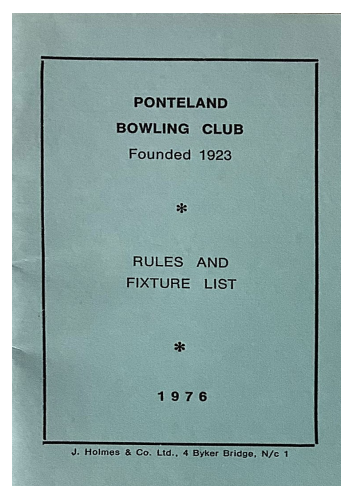 PONTELAND
BOWLING CLUB
Founded 1923
*
RULES AND
FIXTURE LIST
*
1976
J. Holmes & Co. Ltd., 4 Byker Bridge, N/c 1